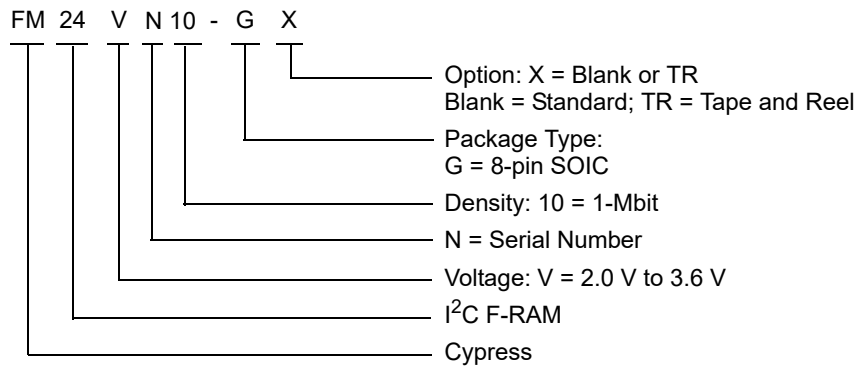 FM 24 V N 10 - G X
Option: X = Blank or TR
Blank = Standard; TR = Tape and Reel
Package Type:
G = 8-pin SOIC
Density: 10 = 1-Mbit
N = Serial Number
Voltage: V = 2.0 V to 3.6 V
I²C F-RAM
Cypress